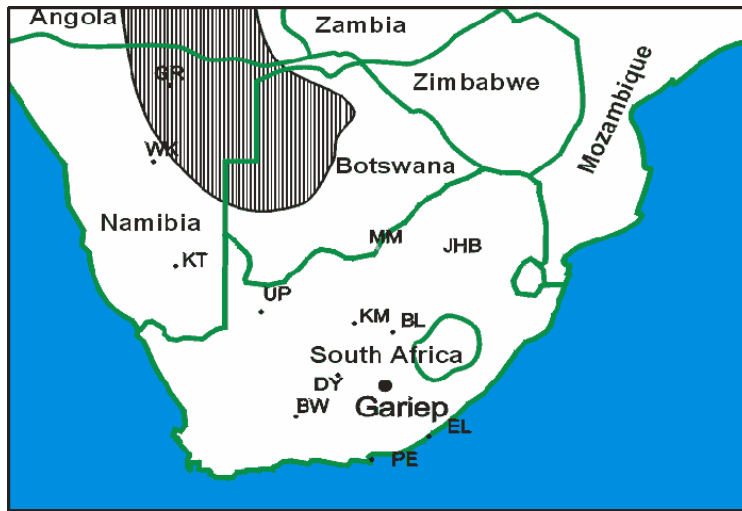 Angola
Zambia
GR
Zimbabwe
Mozambique
WK
Botswana
Namibia
MM
JHB
KT
UP
KM
BL
South Africa
DY
Gariep
BW
EL
PE